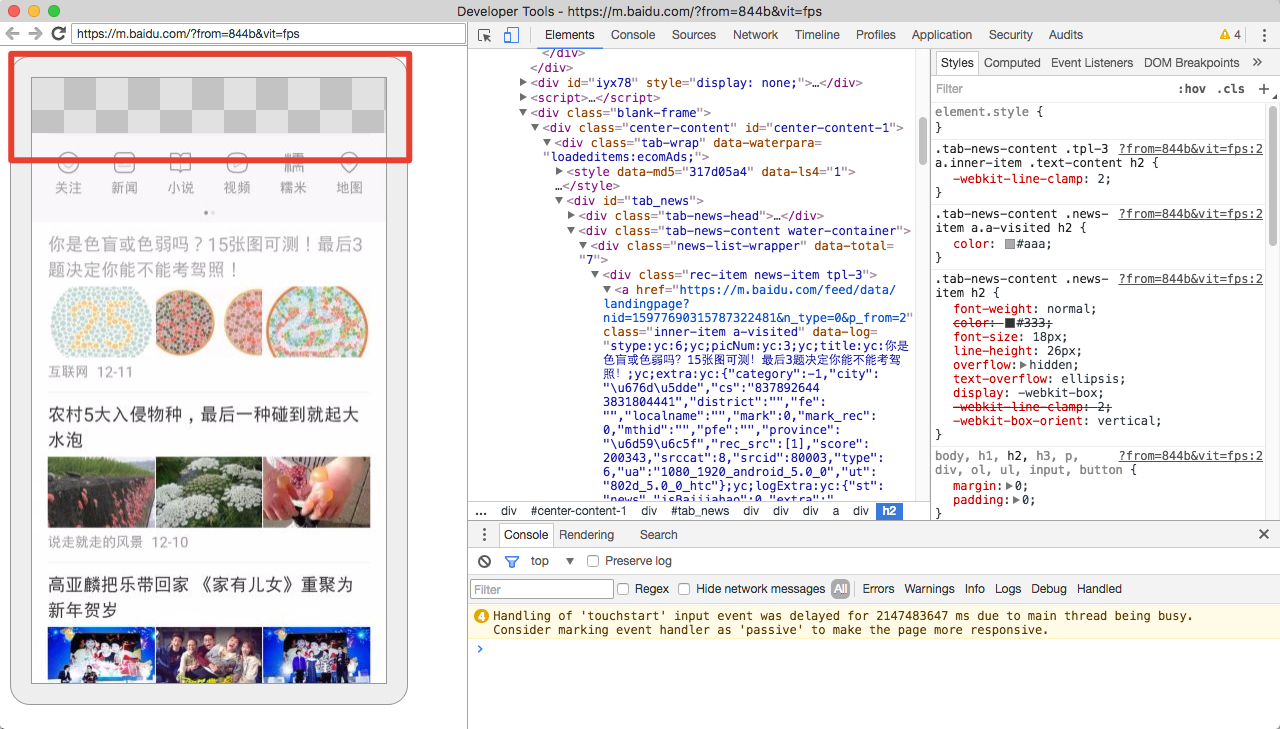 Developer Tools - https://m.baidu.com/?from=844b&vit=fps
https://m.baidu.com/?from=844b&vit=fps
关注 新闻 小说 视频 糯米 地图
你是色盲或色弱吗？15张图可测！最后3
题决定你能不能考驾照！
25
互联网 12-11
农村5大入侵物种，最后一种碰到就起大
水泡
说走就走的风景 12-10
高亚麟把乐带回家 《家有儿女》重聚为
新年贺岁
Elements Console Sources Network Timeline Profiles Application Security Audits 4
</div>
</div>
<div id="iyx78" style="display: none;">…</div>
<script>…</script>
<div class="blank-frame">
<div class="center-content" id="center-content-1">
<div class="tab-wrap" data-waterpara=
"loadeditems:ecomAds;">
<style data-md5="317d05a4" data-ls4="1">
…</style>
<div id="tab_news">
<div class="tab-news-head">…</div>
<div class="tab-news-content water-container">
<div class="news-list-wrapper" data-total=
"7">
<div class="rec-item news-item tpl-3">
<a href="https://m.baidu.com/feed/data/
landingpage?
nid=15977690315787322481&n_type=0&p_from=2"
class="inner-item a-visited" data-log=
"stype:yc:6;yc;picNum:yc:3;yc;title:yc:你是
色盲或色弱吗？15张图可测！最后3题决定你能不能考驾
照！;yc;extra:yc:{"category":-1,"city":
"\u676d\u5dde","cs":"837892644
3831804441","district":"","fe":
"","localname":"","mark":0,"mark_rec":
0,"mthid":"","pfe":"","province":
"\u6d59\u6c5f","rec_src":[1],"score":
200343,"srccat":8,"srcid":80003,"type":
6,"ua":"1080_1920_android_5.0_0","ut":
"802d_5.0_0_htc"};yc;logExtra:yc:{"st":
"news","isBaijiahao":0,"extra":"
... div #center-content-1 div #tab_news div div div a div h2
Styles Computed Event Listeners DOM Breakpoints »
Filter :hov .cls +
element.style {
}
.tab-news-content .tpl-3 ?from=844b&vit=fps:2
a.inner-item .text-content h2 {
-webkit-line-clamp: 2;
}
.tab-news-content .news- ?from=844b&vit=fps:2
item a.a-visited h2 {
color: #aaa;
}
.tab-news-content .news- ?from=844b&vit=fps:2
item h2 {
font-weight: normal;
color: #333;
font-size: 18px;
line-height: 26px;
overflow: hidden;
text-overflow: ellipsis;
display: -webkit-box;
-webkit-line-clamp: 2;
-webkit-box-orient: vertical;
}
body, h1, h2, h3, p, ?from=844b&vit=fps:2
div, ol, ul, input, button {
margin: 0;
padding: 0;
}
Console Rendering Search
top Preserve log
Filter Regex Hide network messages All Errors Warnings Info Logs Debug Handled
4 Handling of 'touchstart' input event was delayed for 2147483647 ms due to main thread being busy.
Consider marking event handler as 'passive' to make the page more responsive.